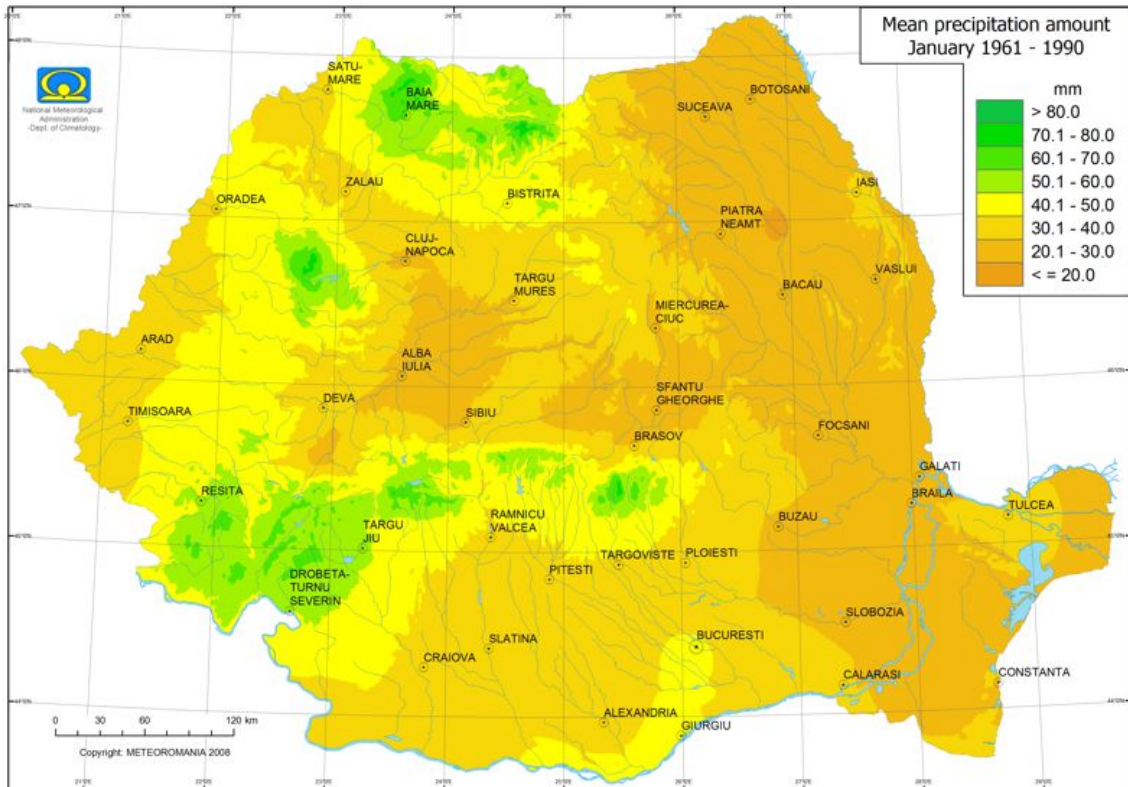 Mean precipitation amount
January 1961 - 1990
mm
> 80.0
70.1 - 80.0
60.1 - 70.0
50.1 - 60.0
40.1 - 50.0
30.1 - 40.0
20.1 - 30.0
< = 20.0
National Meteorological
Administration
-Dept. of Climatology-
SATU-
MARE
BAIA
MARE
BOTOSANI
SUCEAVA
ZALAU
ORADEA
BISTRITA
IASI
PIATRA
NEAMT
CLUJ-
NAPOCA
TARGU
MURES
VASLUI
BACAU
MIERCUREA-
CIUC
ARAD
ALBA
IULIA
DEVA
SFANTU
GHEORGHE
TIMISOARA
SIBIU
FOCSANI
BRASOV
GALATI
RESITA
BRAILA
TULCEA
RAMNICU
VALCEA
TARGU
JIU
BUZAU
TARGOVISTE
PLOIESTI
PITESTI
DROBETA-
TURNU
SEVERIN
SLOBOZIA
SLATINA
BUCURESTI
CRAIOVA
CALARASI
CONSTANTA
ALEXANDRIA
GIURGIU
0 30 60 120 km
Copyright: METEOROMANIA 2008